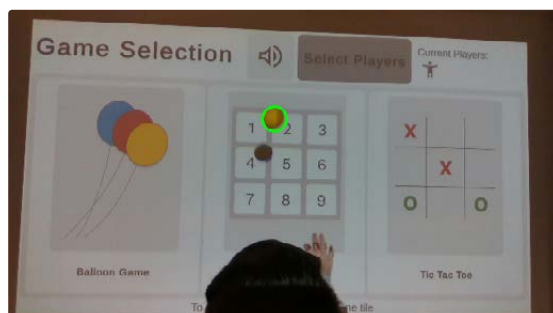 Game Selection
Select Players
Current Players:
1 2 3
4 5 6
7 8 9
X
X
O O
Balloon Game
Tic Tac Toe
To
me tile